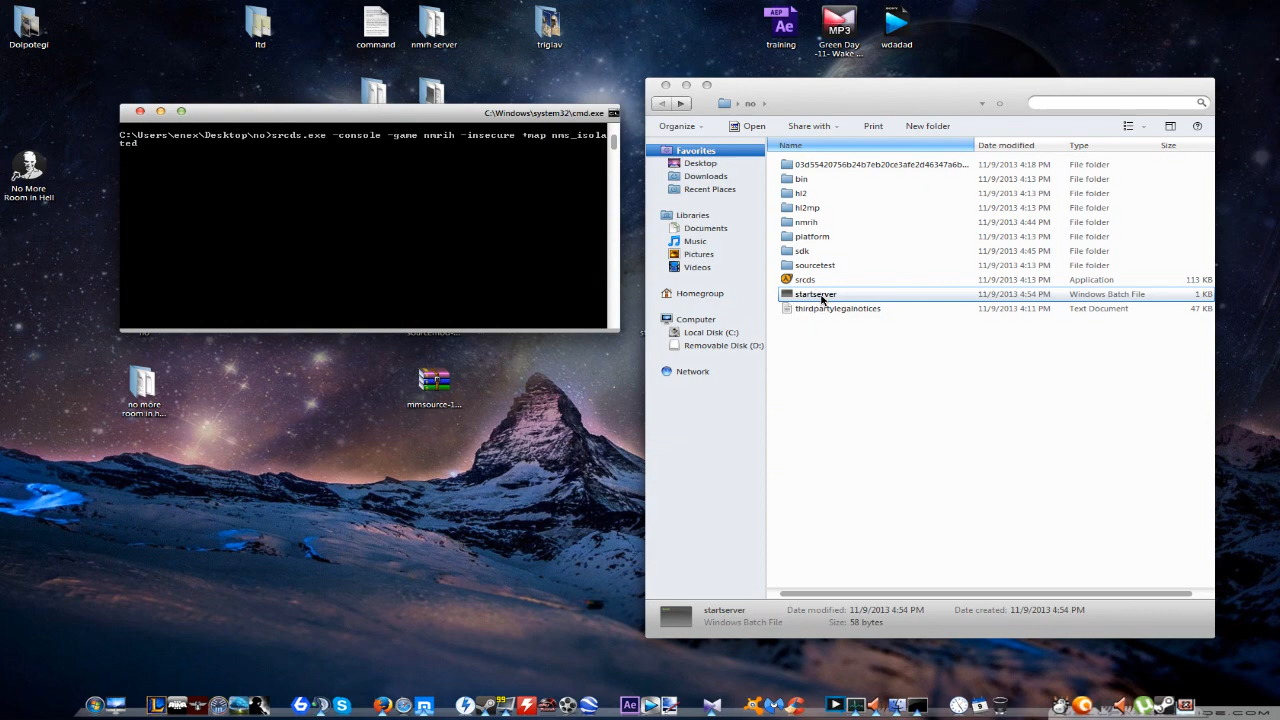 Dolpotegi
ltd
command
nmrh server
triglav
training
Green Day
-11- Wake ...
wdadad
AEP
Ae
MP3
No More
Room in Hell
C:\Windows\system32\cmd.exe
C:\Users\enex\Desktop\no>srcds.exe -console -game nmrih -insecure +map nms_isola
ted
no more
room in h...
mmsource-1...
no
Organize
Open
Share with
Print
New folder
Favorites
Desktop
Downloads
Recent Places
Libraries
Documents
Music
Pictures
Videos
Homegroup
Computer
Local Disk (C:)
Removable Disk (D:)
Network
Name Date modified Type Size
03d55420756b24b7eb20ce3afe2d46347a6b... 11/9/2013 4:18 PM File folder
bin 11/9/2013 4:13 PM File folder
hl2 11/9/2013 4:13 PM File folder
hl2mp 11/9/2013 4:13 PM File folder
nmrih 11/9/2013 4:44 PM File folder
platform 11/9/2013 4:13 PM File folder
sdk 11/9/2013 4:45 PM File folder
sourcetest 11/9/2013 4:13 PM File folder
srcds 11/9/2013 4:13 PM Application 113 KB
startserver 11/9/2013 4:54 PM Windows Batch File 1 KB
thirdpartylegalnotices 11/9/2013 4:11 PM Text Document 47 KB
startserver Date modified: 11/9/2013 4:54 PM Date created: 11/9/2013 4:54 PM
Windows Batch File Size: 58 bytes
Ae